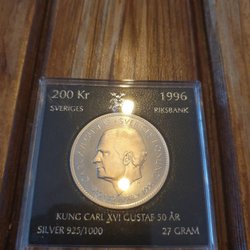 200 Kr 1996
SVERIGES RIKSBANK
KUNG CARL XVI GUSTAF 50 ÅR
SILVER 925/1000 27 GRAM